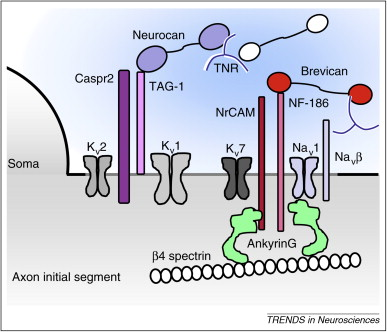 Neurocan
Caspr2
TNR
TAG-1
Brevican
NF-186
NrCAM
Soma
Kv2
Kv1
Kv7
Nav1
Navβ
AnkyrinG
β4 spectrin
Axon initial segment
TRENDS in Neurosciences